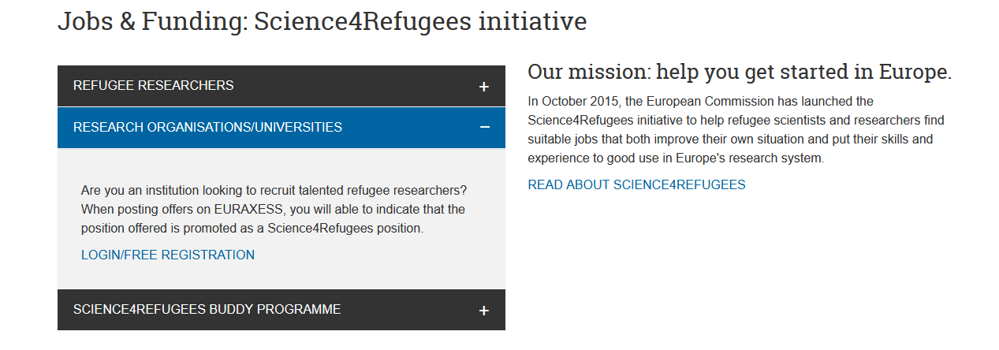 Jobs & Funding: Science4Refugees initiative
REFUGEE RESEARCHERS +
RESEARCH ORGANISATIONS/UNIVERSITIES −
Are you an institution looking to recruit talented refugee researchers?
When posting offers on EURAXESS, you will able to indicate that the
position offered is promoted as a Science4Refugees position.
LOGIN/FREE REGISTRATION
SCIENCE4REFUGEES BUDDY PROGRAMME +
Our mission: help you get started in Europe.
In October 2015, the European Commission has launched the
Science4Refugees initiative to help refugee scientists and researchers find
suitable jobs that both improve their own situation and put their skills and
experience to good use in Europe's research system.
READ ABOUT SCIENCE4REFUGEES